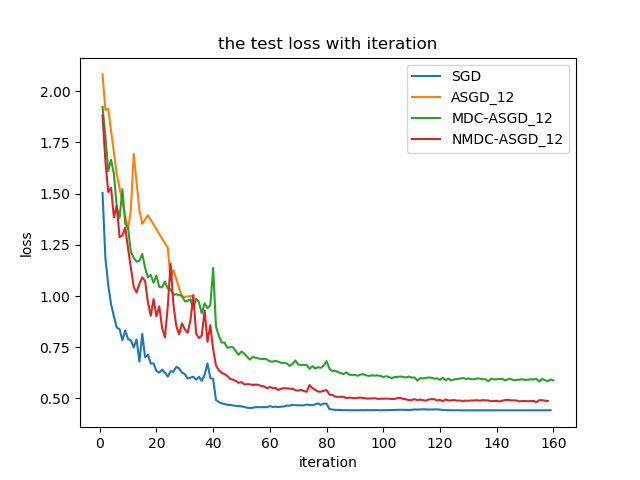 the test loss with iteration
SGD
ASGD_12
MDC-ASGD_12
NMDC-ASGD_12
2.00
1.75
1.50
1.25
1.00
0.75
0.50
loss
0 20 40 60 80 100 120 140 160
iteration